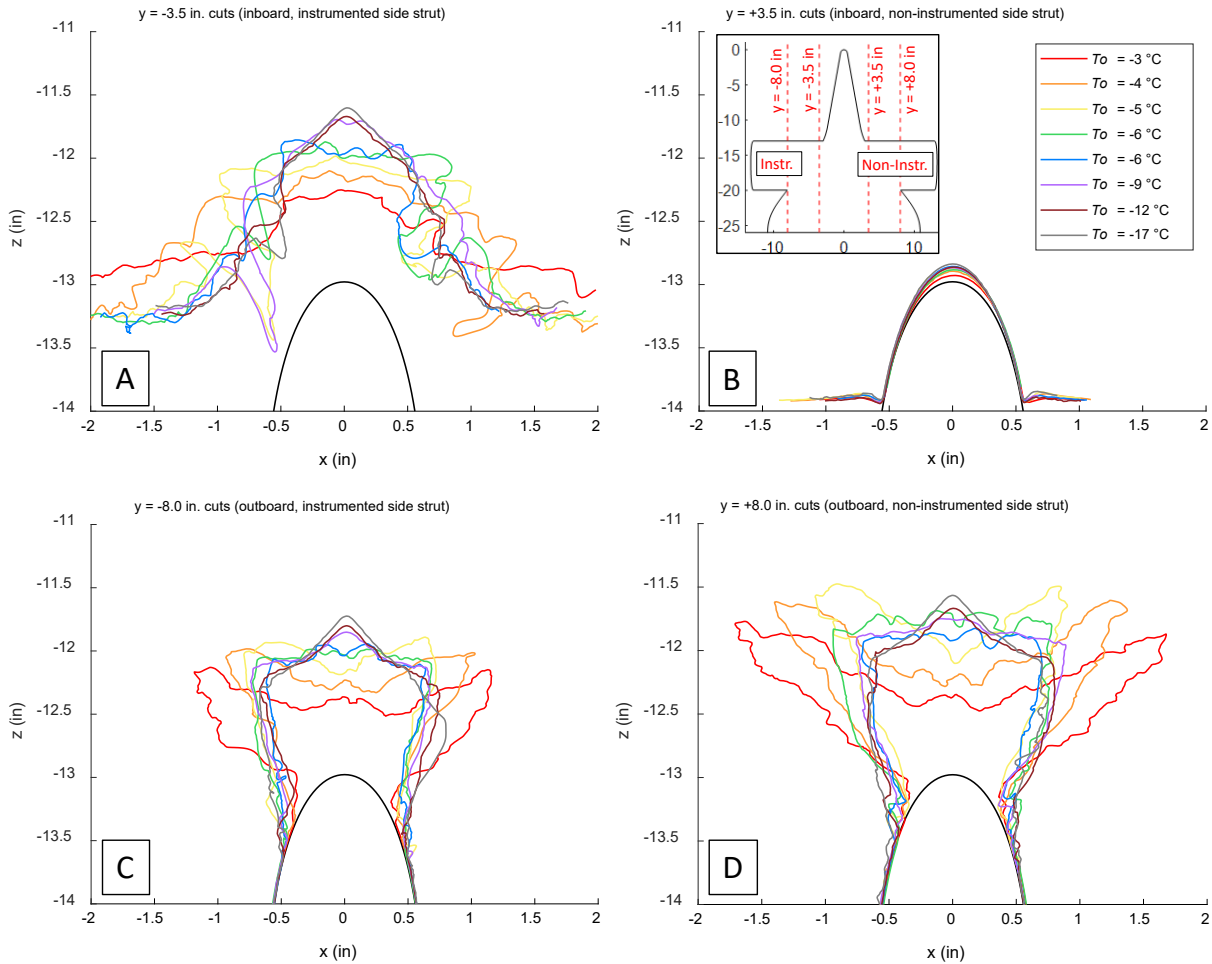 y = -3.5 in. cuts (inboard, instrumented side strut)
-11
-11.5
-12
-12.5
-13
-13.5
-14
z (in)
A
-2 -1.5 -1 -0.5 0 0.5 1 1.5 2
x (in)
y = +3.5 in. cuts (inboard, non-instrumented side strut)
-11
-11.5
-12
-12.5
-13
-13.5
-14
z (in)
0
-5
-10
-15
-20
-25
y = -8.0 in
y = -3.5 in
y = +3.5 in
y = +8.0 in
Instr.
Non-Instr.
-10 0 10
To = -3 °C
To = -4 °C
To = -5 °C
To = -6 °C
To = -6 °C
To = -9 °C
To = -12 °C
To = -17 °C
B
-2 -1.5 -1 -0.5 0 0.5 1 1.5 2
x (in)
y = -8.0 in. cuts (outboard, instrumented side strut)
-11
-11.5
-12
-12.5
-13
-13.5
-14
z (in)
C
-2 -1.5 -1 -0.5 0 0.5 1 1.5 2
x (in)
y = +8.0 in. cuts (outboard, non-instrumented side strut)
-11
-11.5
-12
-12.5
-13
-13.5
-14
z (in)
D
-2 -1.5 -1 -0.5 0 0.5 1 1.5 2
x (in)